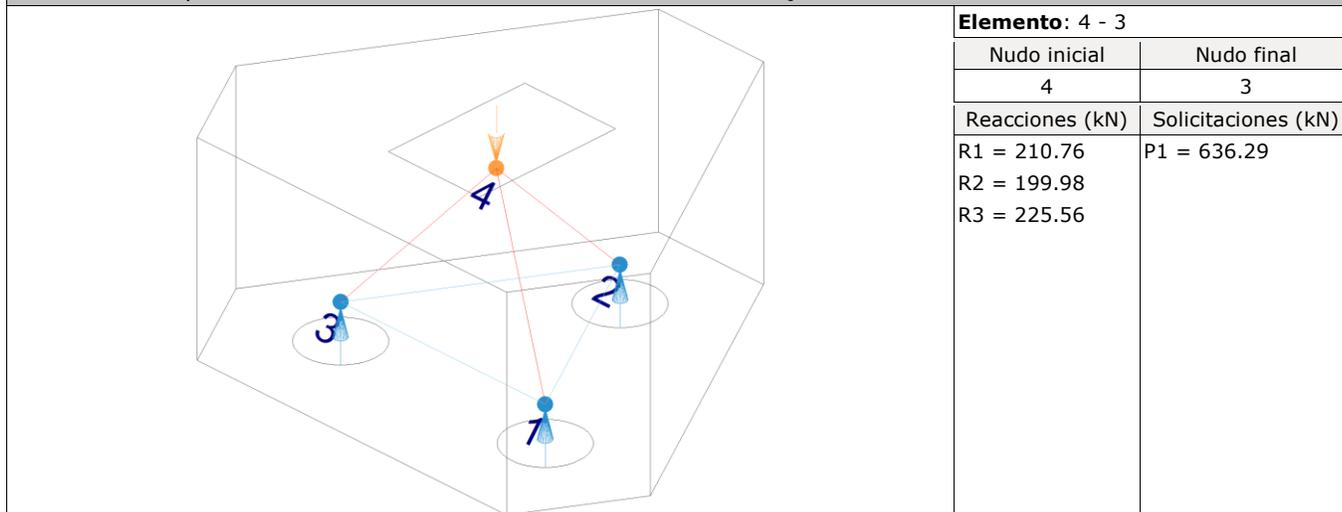 Elemento: 4 - 3
Nudo inicial Nudo final
4 3
Reacciones (kN) Solicitaciones (kN)
R1 = 210.76 P1 = 636.29
R2 = 199.98
R3 = 225.56
4
2
3
1